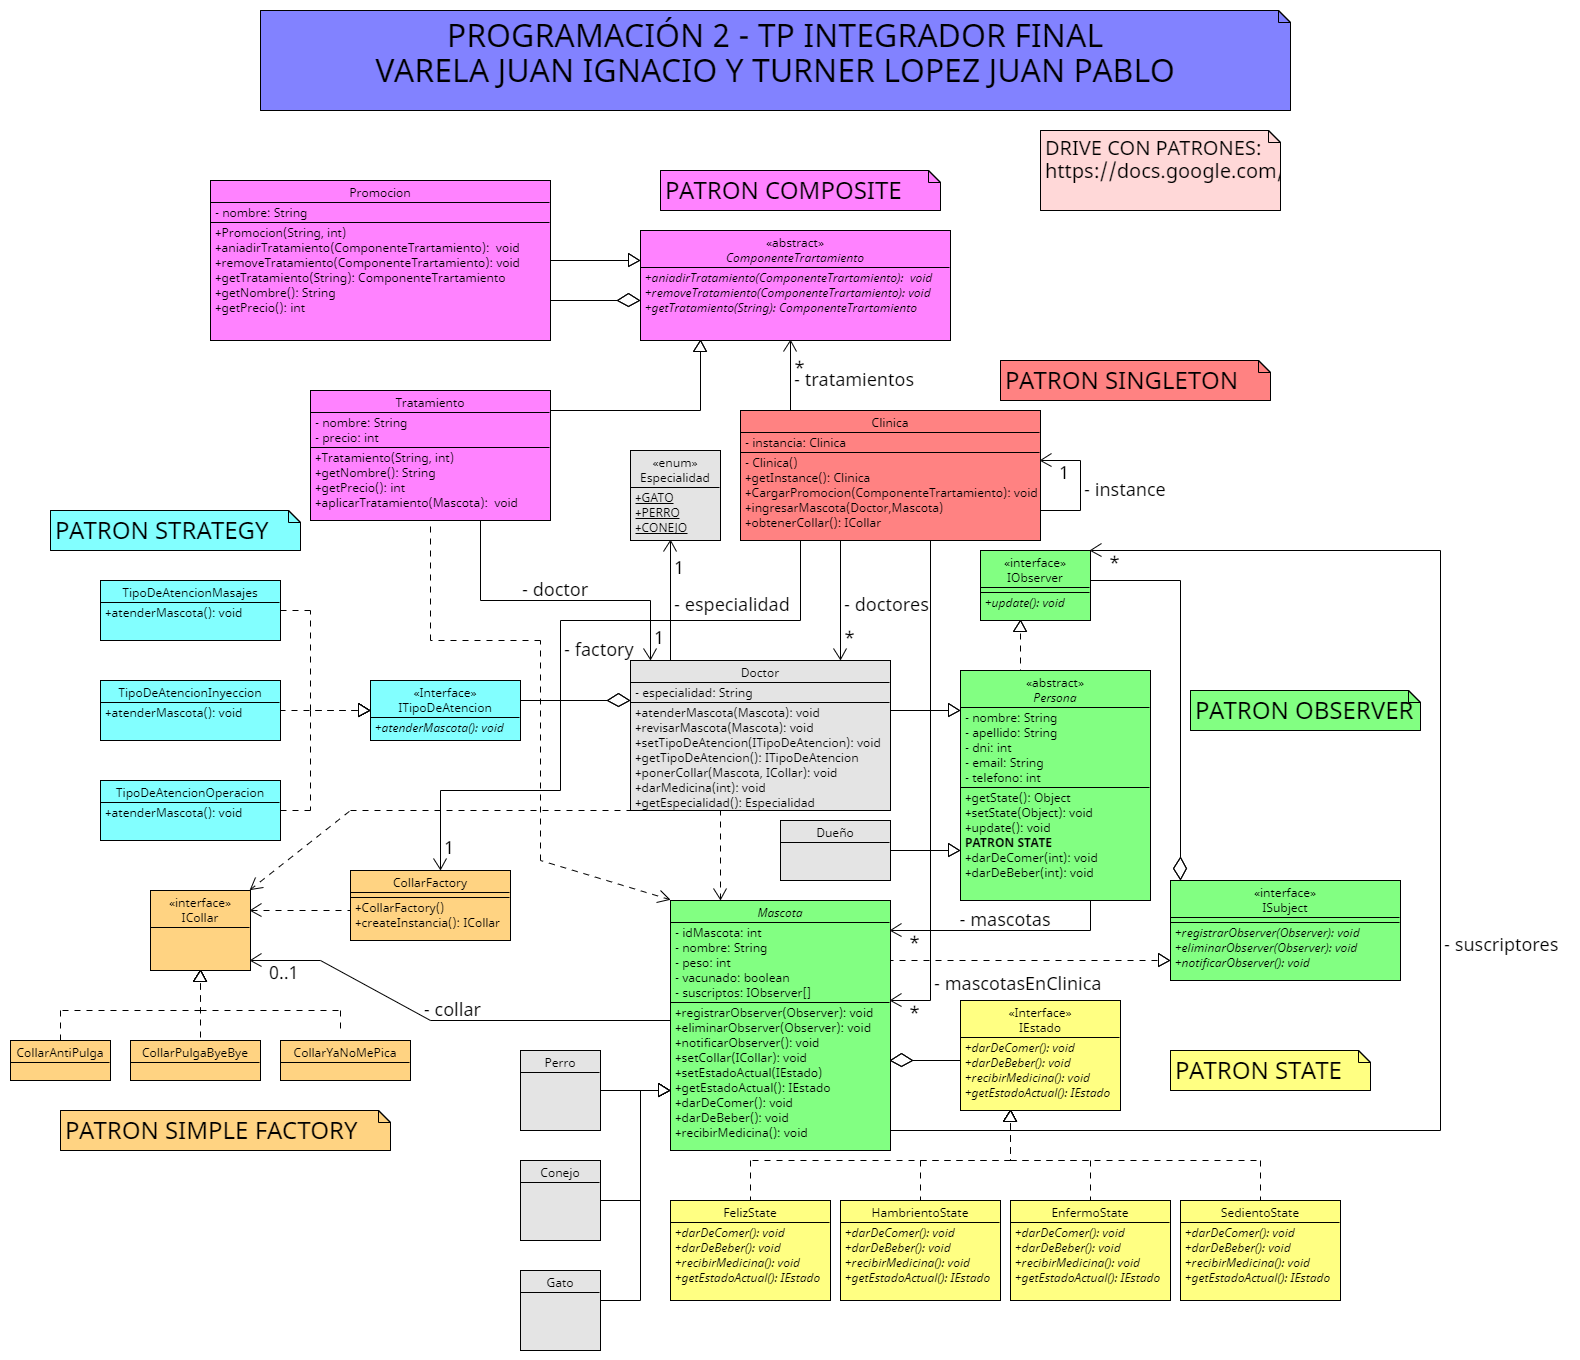 PROGRAMACIÓN 2 - TP INTEGRADOR FINAL
VARELA JUAN IGNACIO Y TURNER LOPEZ JUAN PABLO
DRIVE CON PATRONES:
https://docs.google.com/
PATRON COMPOSITE
Promocion
- nombre: String
+Promocion(String, int)
+aniadirTratamiento(ComponenteTrartamiento):  void
+removeTratamiento(ComponenteTrartamiento): void
+getTratamiento(String): ComponenteTrartamiento
+getNombre(): String
+getPrecio(): int
«abstract»
ComponenteTrartamiento
+aniadirTratamiento(ComponenteTrartamiento):  void
+removeTratamiento(ComponenteTrartamiento): void
+getTratamiento(String): ComponenteTrartamiento
*
- tratamientos
PATRON SINGLETON
Tratamiento
- nombre: String
- precio: int
+Tratamiento(String, int)
+getNombre(): String
+getPrecio(): int
+aplicarTratamiento(Mascota):  void
Clinica
- instancia: Clinica
- Clinica()
+getInstance(): Clinica
+CargarPromocion(ComponenteTrartamiento): void
+ingresarMascota(Doctor,Mascota)
+obtenerCollar(): ICollar
1
- instance
«enum»
Especialidad
+GATO
+PERRO
+CONEJO
PATRON STRATEGY
«interface»
IObserver
+update(): void
*
1
- doctor
- especialidad
- doctores
1
*
- factory
TipoDeAtencionMasajes
+atenderMascota(): void
TipoDeAtencionInyeccion
+atenderMascota(): void
TipoDeAtencionOperacion
+atenderMascota(): void
«Interface»
ITipoDeAtencion
+atenderMascota(): void
Doctor
- especialidad: String
+atenderMascota(Mascota): void
+revisarMascota(Mascota): void
+setTipoDeAtencion(ITipoDeAtencion): void
+getTipoDeAtencion(): ITipoDeAtencion
+ponerCollar(Mascota, ICollar): void
+darMedicina(int): void
+getEspecialidad(): Especialidad
«abstract»
Persona
- nombre: String
- apellido: String
- dni: int
- email: String
- telefono: int
+getState(): Object
+setState(Object): void
+update(): void
PATRON STATE
+darDeComer(int): void
+darDeBeber(int): void
PATRON OBSERVER
Dueño
1
CollarFactory
+CollarFactory()
+createInstancia(): ICollar
«interface»
ICollar
0..1
- collar
CollarAntiPulga
CollarPulgaByeBye
CollarYaNoMePica
PATRON SIMPLE FACTORY
Mascota
- idMascota: int
- nombre: String
- peso: int
- vacunado: boolean
- suscriptos: IObserver[]
+registrarObserver(Observer): void
+eliminarObserver(Observer): void
+notificarObserver(): void
+setCollar(ICollar): void
+setEstadoActual(IEstado)
+getEstadoActual(): IEstado
+darDeComer(): void
+darDeBeber(): void
+recibirMedicina(): void
- mascotas
*
- mascotasEnClinica
*
«interface»
ISubject
+registrarObserver(Observer): void
+eliminarObserver(Observer): void
+notificarObserver(): void
- suscriptores
«Interface»
IEstado
+darDeComer(): void
+darDeBeber(): void
+recibirMedicina(): void
+getEstadoActual(): IEstado
PATRON STATE
Perro
Conejo
Gato
FelizState
+darDeComer(): void
+darDeBeber(): void
+recibirMedicina(): void
+getEstadoActual(): IEstado
HambrientoState
+darDeComer(): void
+darDeBeber(): void
+recibirMedicina(): void
+getEstadoActual(): IEstado
EnfermoState
+darDeComer(): void
+darDeBeber(): void
+recibirMedicina(): void
+getEstadoActual(): IEstado
SedientoState
+darDeComer(): void
+darDeBeber(): void
+recibirMedicina(): void
+getEstadoActual(): IEstado